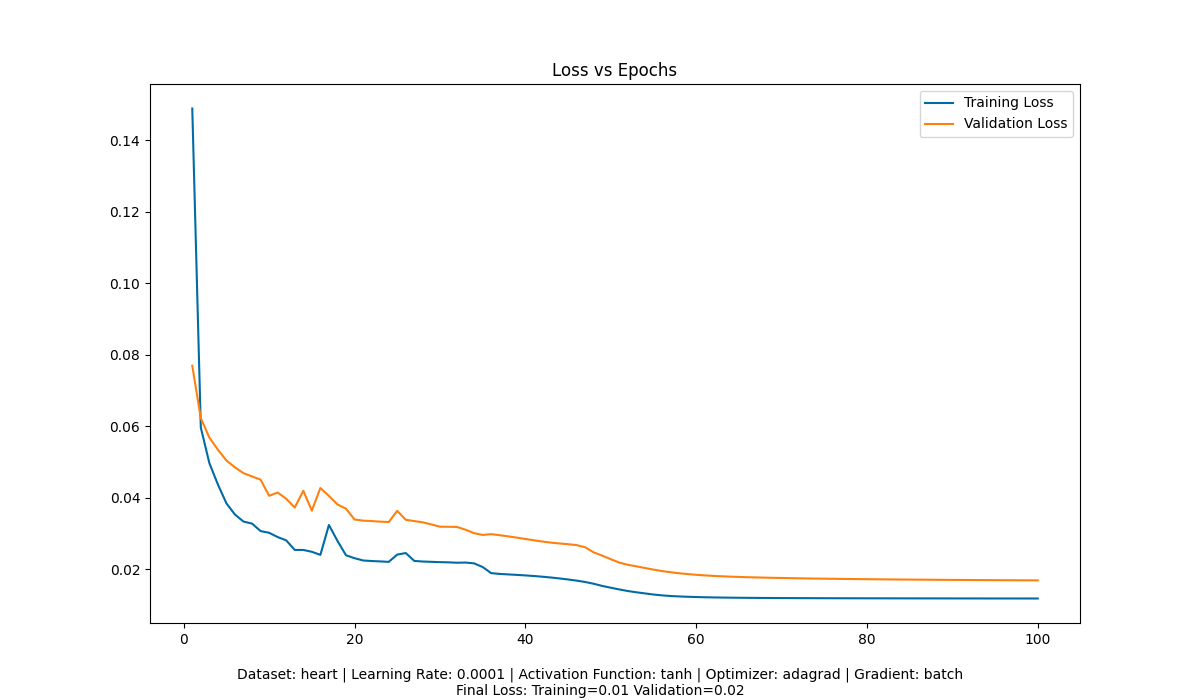 Loss vs Epochs
Training Loss
Validation Loss
0.14
0.12
0.10
0.08
0.06
0.04
0.02
0 20 40 60 80 100
Dataset: heart | Learning Rate: 0.0001 | Activation Function: tanh | Optimizer: adagrad | Gradient: batch
Final Loss: Training=0.01 Validation=0.02